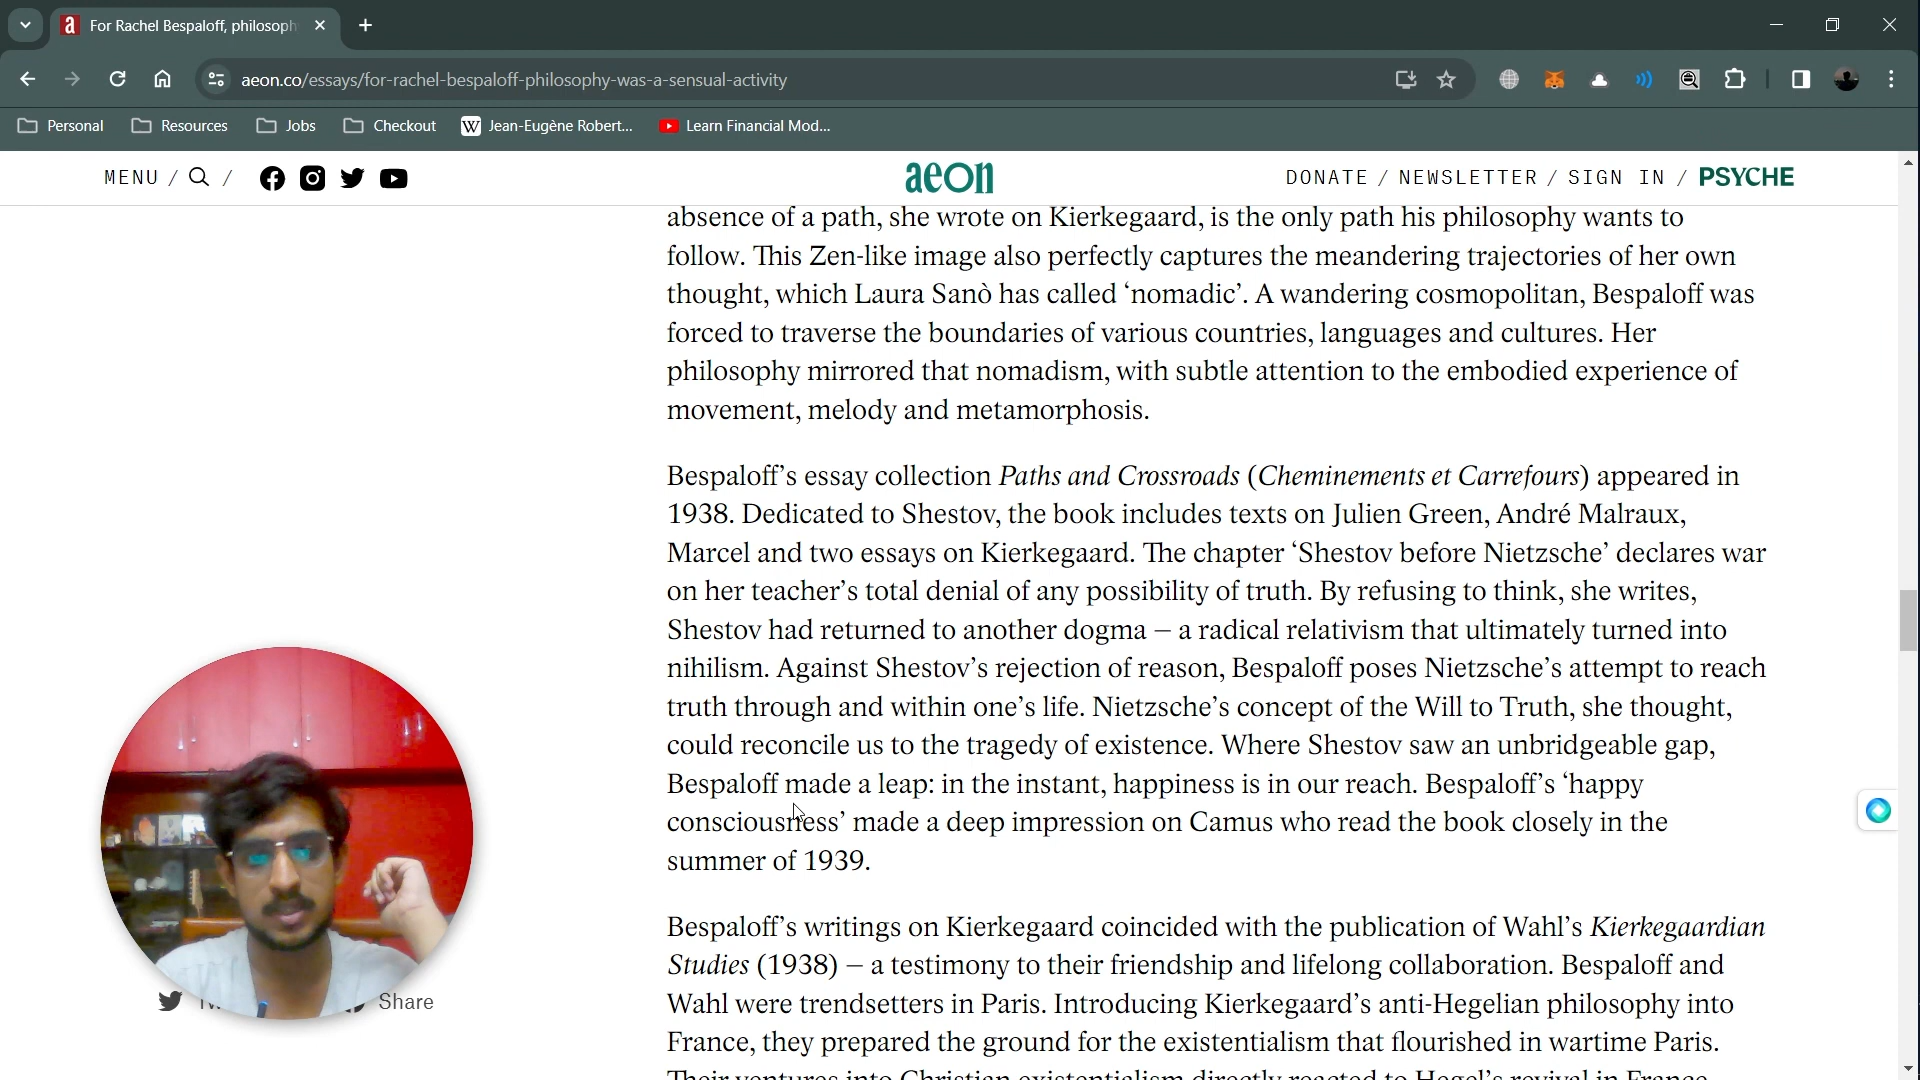 For Rachel Bespaloff, philosoph
aeon.co/essays/for-rachel-bespaloff-philosophy-was-a-sensual-activity
Personal
Resources
Jobs
Checkout
W Jean-Eugène Robert...
Learn Financial Mod...
MENU / /
aeon
DONATE / NEWSLETTER / SIGN IN / PSYCHE
absence of a path, she wrote on Kierkegaard, is the only path his philosophy wants to
follow. This Zen-like image also perfectly captures the meandering trajectories of her own
thought, which Laura Sanò has called ‘nomadic’. A wandering cosmopolitan, Bespaloff was
forced to traverse the boundaries of various countries, languages and cultures. Her
philosophy mirrored that nomadism, with subtle attention to the embodied experience of
movement, melody and metamorphosis.
Bespaloff’s essay collection Paths and Crossroads (Cheminements et Carrefours) appeared in
1938. Dedicated to Shestov, the book includes texts on Julien Green, André Malraux,
Marcel and two essays on Kierkegaard. The chapter ‘Shestov before Nietzsche’ declares war
on her teacher’s total denial of any possibility of truth. By refusing to think, she writes,
Shestov had returned to another dogma – a radical relativism that ultimately turned into
nihilism. Against Shestov’s rejection of reason, Bespaloff poses Nietzsche’s attempt to reach
truth through and within one’s life. Nietzsche’s concept of the Will to Truth, she thought,
could reconcile us to the tragedy of existence. Where Shestov saw an unbridgeable gap,
Bespaloff made a leap: in the instant, happiness is in our reach. Bespaloff’s ‘happy
consciousness’ made a deep impression on Camus who read the book closely in the
summer of 1939.
Bespaloff’s writings on Kierkegaard coincided with the publication of Wahl’s Kierkegaardian
Studies (1938) – a testimony to their friendship and lifelong collaboration. Bespaloff and
Wahl were trendsetters in Paris. Introducing Kierkegaard’s anti-Hegelian philosophy into
France, they prepared the ground for the existentialism that flourished in wartime Paris.
Their ventures into Christian existentialism directly reacted to Hegel’s revival in France
Share